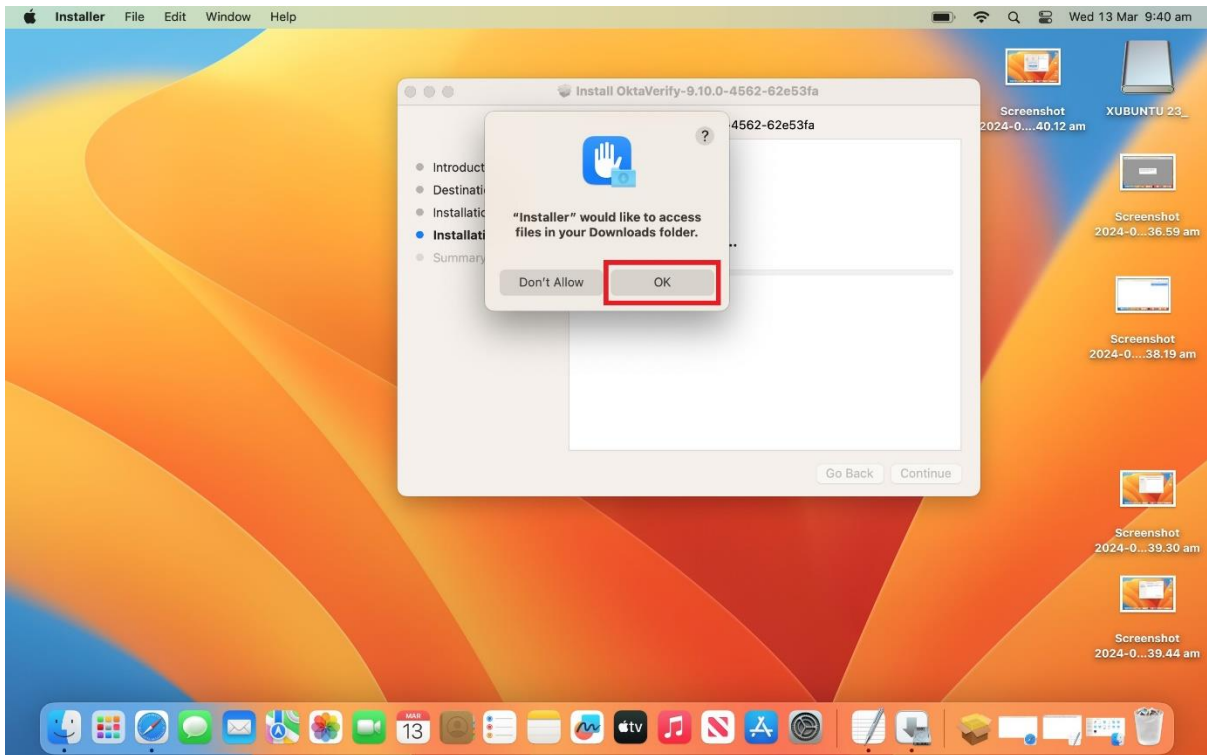 Installer File Edit Window Help
Wed 13 Mar 9:40 am
Install OktaVerify-9.10.0-4562-62e53fa
-4562-62e53fa
?
Introduct
Destinati
Installatio
Installati
Summary
"Installer" would like to access
files in your Downloads folder.
..
Don't Allow
OK
Go Back
Continue
Screenshot
2024-0....40.12 am
XUBUNTU 23_
Screenshot
2024-0...36.59 am
Screenshot
2024-0....38.19 am
Screenshot
2024-0...39.30 am
Screenshot
2024-0...39.44 am
MAR
13
tv